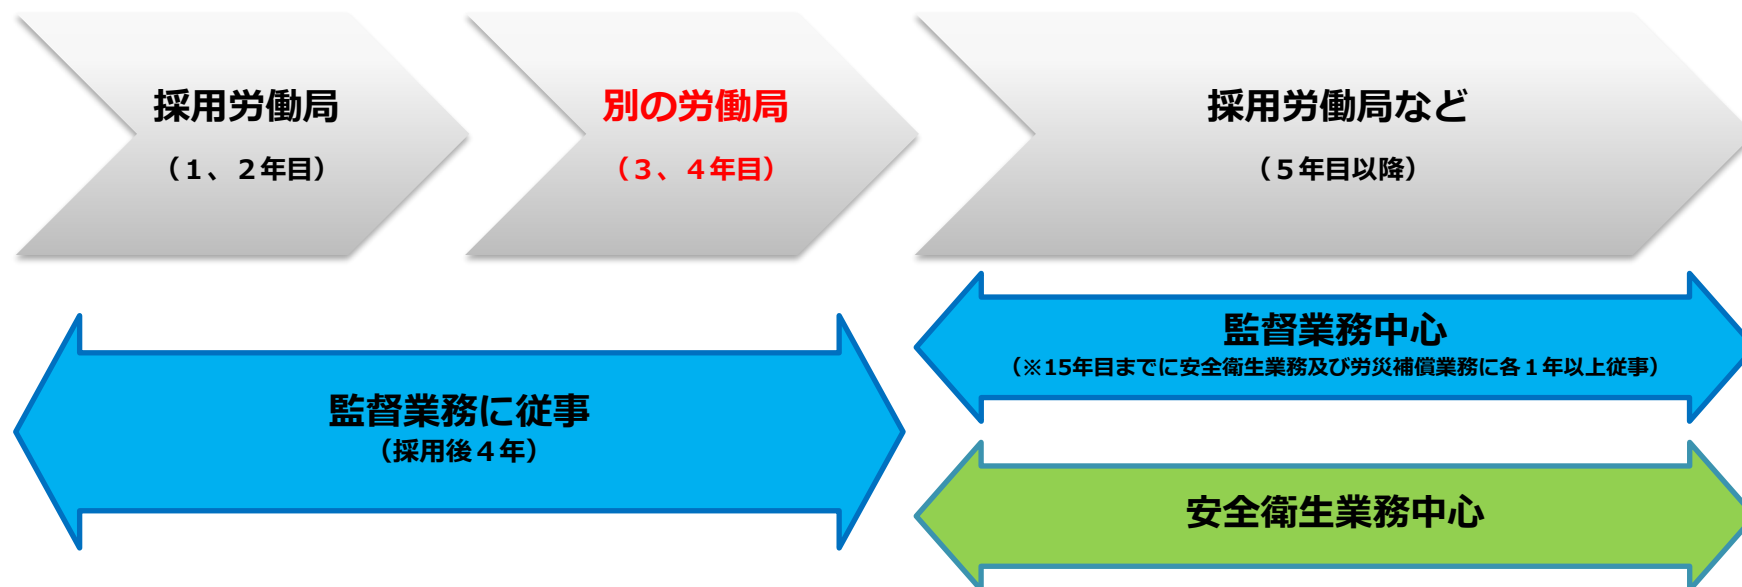 採用労働局
（１、２年目）
別の労働局
（３、４年目）
採用労働局など
（５年目以降）
監督業務に従事
（採用後４年）
監督業務中心
（※15年目までに安全衛生業務及び労災補償業務に各１年以上従事）
安全衛生業務中心